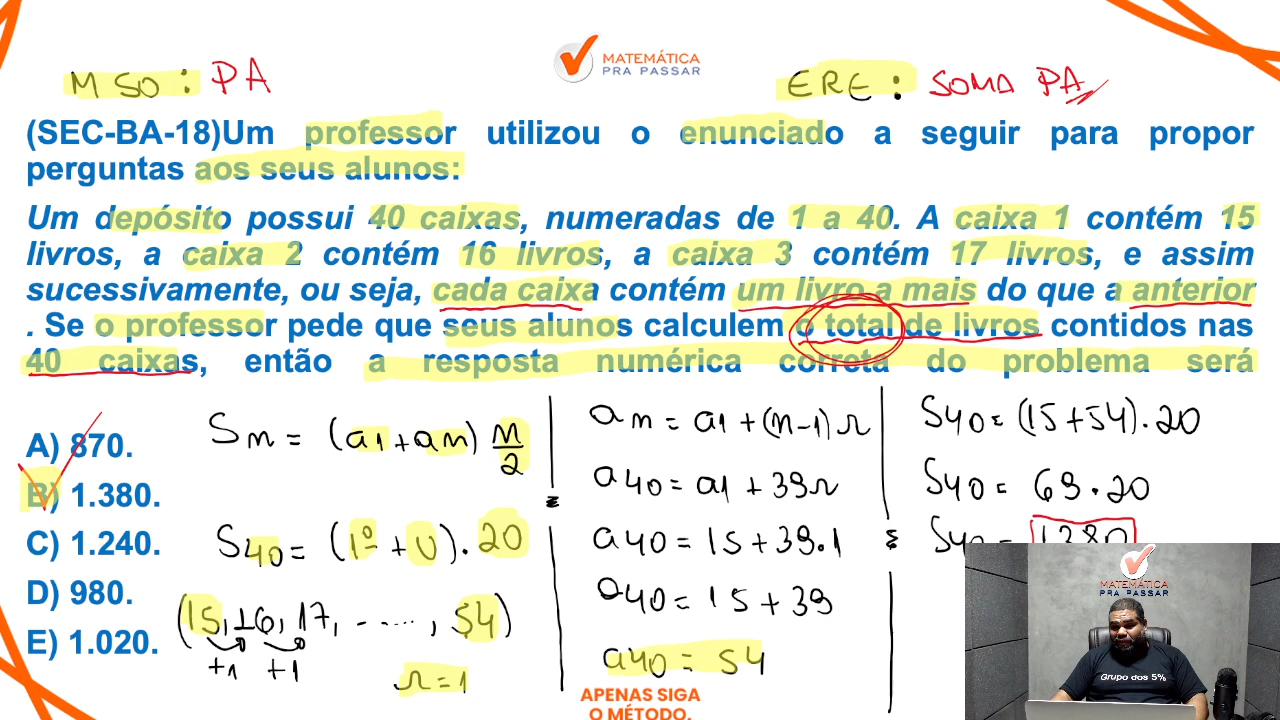 MATEMÁTICA
PRA PASSAR
M SO : PA
ERE : SOMA PA
(SEC-BA-18)Um professor utilizou o enunciado a seguir para propor
perguntas aos seus alunos:
Um depósito possui 40 caixas, numeradas de 1 a 40. A caixa 1 contém 15
livros, a caixa 2 contém 16 livros, a caixa 3 contém 17 livros, e assim
sucessivamente, ou seja, cada caixa contém um livro a mais do que a anterior
. Se o professor pede que seus alunos calculem o total de livros contidos nas
40 caixas, então a resposta numérica correta do problema será
A) 870.
B) 1.380.
C) 1.240.
D) 980.
E) 1.020.
Sn = (a1 + an) n/2
S40 = (1º + U) . 20
(15, 16, 17, ......, 54)
+1 +1
r = 1
an = a1 + (n-1) r
a40 = a1 + 39r
a40 = 15 + 39.1
a40 = 15 + 39
a40 = 54
S40 = (15 + 54) . 20
S40 = 69 . 20
S40 = 1380
MATEMÁTICA
PRA PASSAR
Grupo dos 5%
APENAS SIGA
O MÉTODO.